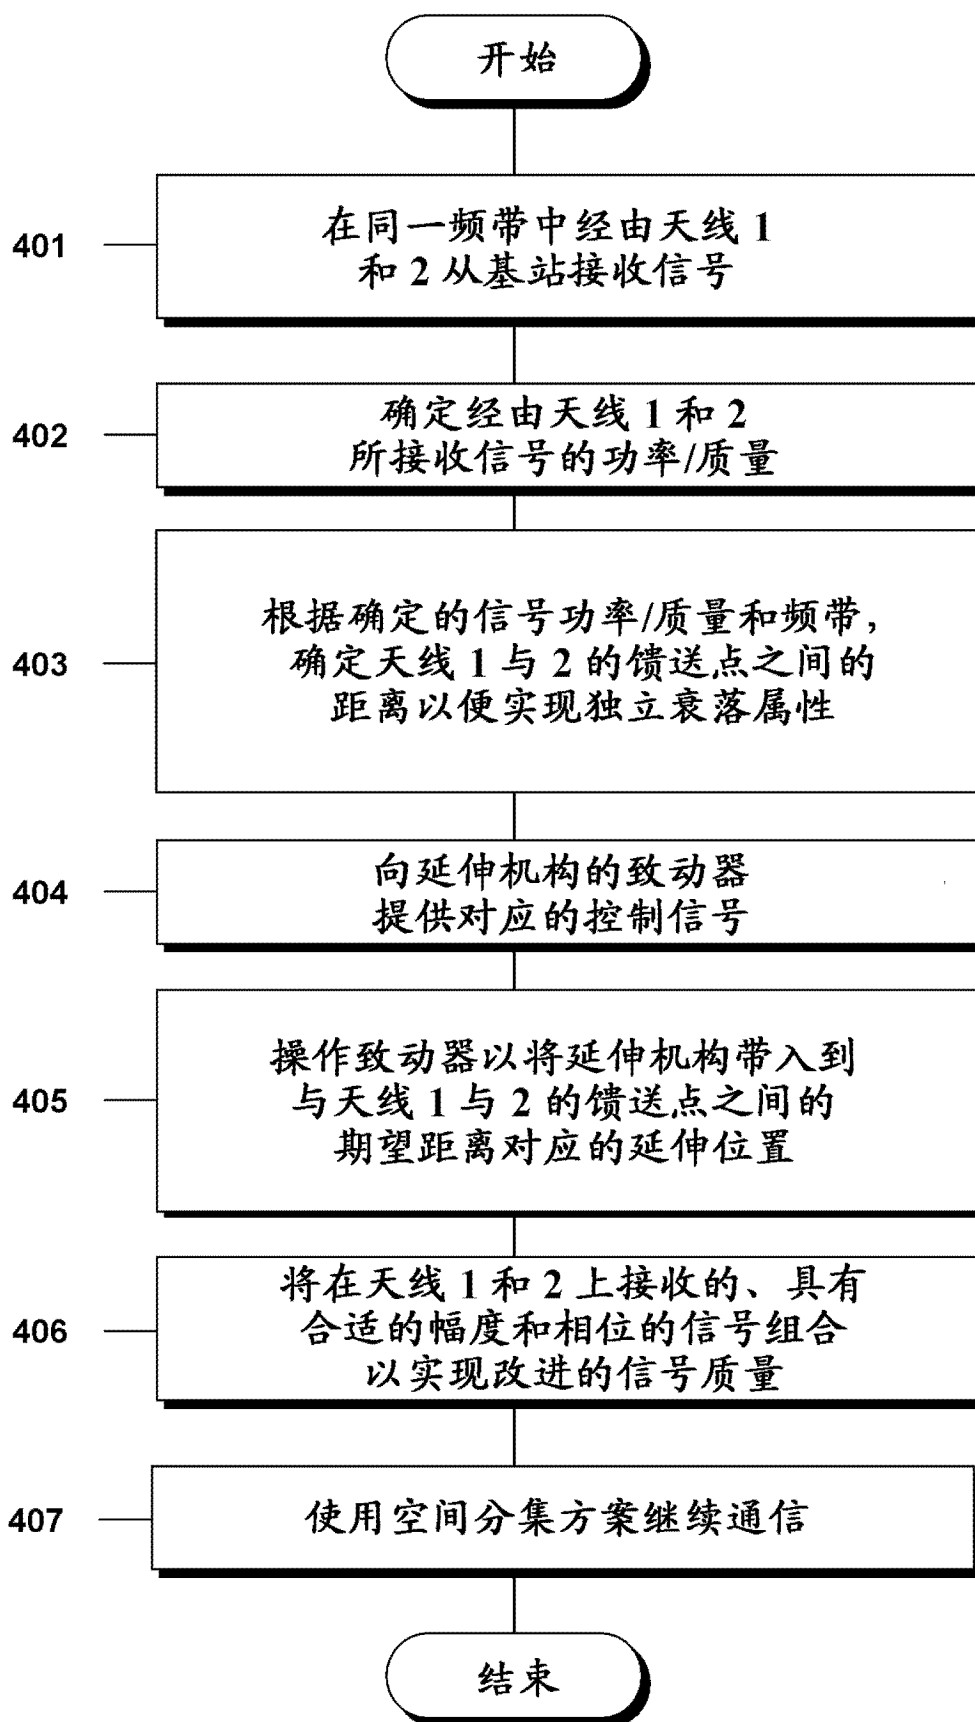 开始
401
在同一频带中经由天线 1
和 2 从基站接收信号
402
确定经由天线 1 和 2
所接收信号的功率/质量
403
根据确定的信号功率/质量和频带，
确定天线 1 与 2 的馈送点之间的
距离以便实现独立衰落属性
404
向延伸机构的致动器
提供对应的控制信号
405
操作致动器以将延伸机构带入到
与天线 1 与 2 的馈送点之间的
期望距离对应的延伸位置
406
将在天线 1 和 2 上接收的、具有
合适的幅度和相位的信号组合
以实现改进的信号质量
407
使用空间分集方案继续通信
结束